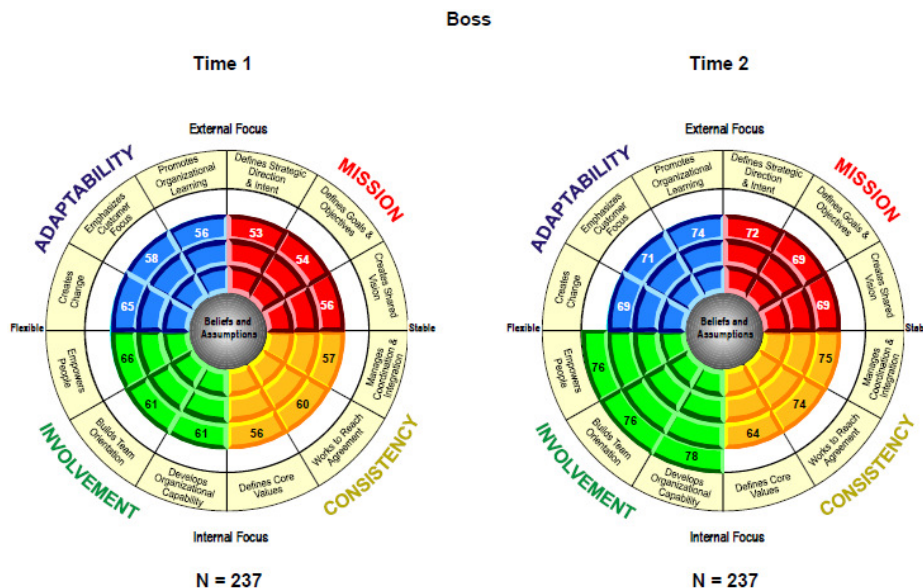 Boss
Time 1
Time 2
External Focus
ADAPTABILITY
MISSION
Promotes
Organizational
Learning
Defines Strategic
Direction
& Intent
Emphasizes
Customer
Focus
Defines Goals &
Objectives
Creates
Change
Creates Shared
Vision
56
53
58
54
65
56
Flexible
Beliefs and
Assumptions
Stable
66
57
61
60
61
56
Empowers
People
Manages
Coordination &
Integration
Builds Team
Orientation
Works to Reach
Agreement
Develops
Organizational
Capability
Defines Core
Values
INVOLVEMENT
CONSISTENCY
Internal Focus
N = 237
External Focus
ADAPTABILITY
MISSION
Promotes
Organizational
Learning
Defines Strategic
Direction
& Intent
Emphasizes
Customer
Focus
Defines Goals &
Objectives
Creates
Change
Creates Shared
Vision
74
72
71
69
69
69
Flexible
Beliefs and
Assumptions
Stab
76
75
76
74
78
64
Empowers
People
Manages
Coordination &
Integration
Builds Team
Orientation
Works to Reach
Agreement
Develops
Organizational
Capability
Defines Core
Values
INVOLVEMENT
CONSISTENCY
Internal Focus
N = 237